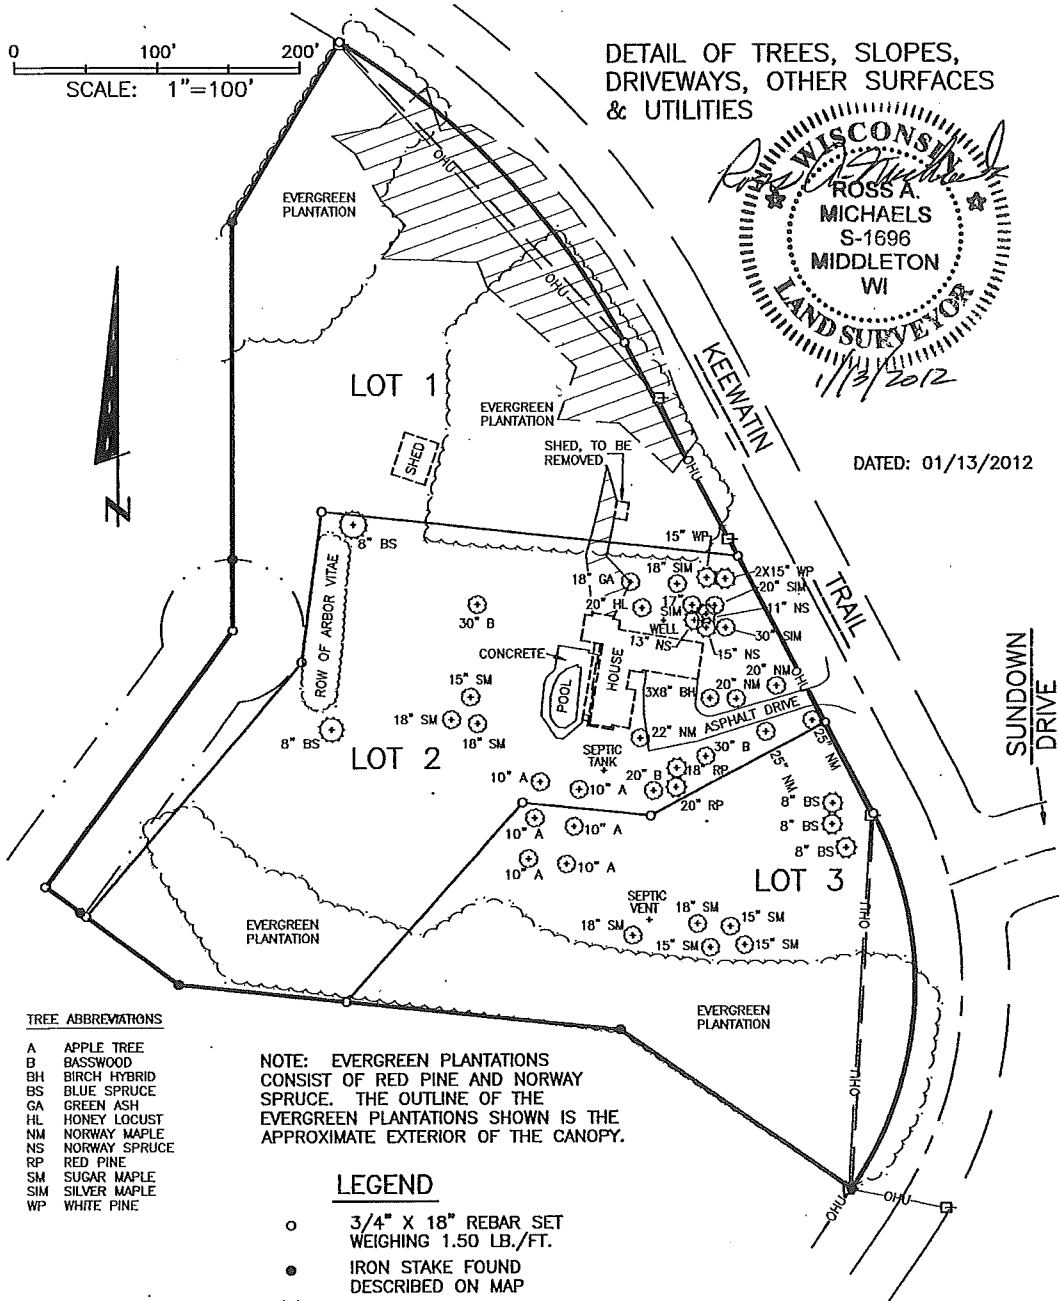 0 100' 200'
SCALE: 1"=100'
DETAIL OF TREES, SLOPES,
DRIVEWAYS, OTHER SURFACES
& UTILITIES
WISCONSIN
ROSS A.
MICHAELS
S-1696
MIDDLETON
WI
LAND SURVEYOR
1/13/2012
DATED: 01/13/2012
OHU
EVERGREEN
PLANTATION
OHU
KEEWATIN
TRAIL
LOT 1
EVERGREEN
PLANTATION
SHED
SHED, TO BE
REMOVED
OHU
N
8" BS
15" WP
18" SIM
2X15" WP
20" SIM
18" GA
20" HL
17"
SIM
11" NS
WELL
30" SIM
13" NS
15" NS
30" B
ROW OF ARBOR VITAE
CONCRETE
HOUSE
POOL
15" SM
18" SM
18" SM
8" BS
3X8" BH
20" NM
20" NM
OHU
ASPHALT DRIVE
22" NM
30" B
25" NM
25" NM
SUNDOWN
DRIVE
LOT 2
SEPTIC
TANK
18" RP
20" B
20" RP
10" A
10" A
10" A
10" A
10" A
10" A
8" BS
8" BS
8" BS
LOT 3
SEPTIC
VENT
18" SM
18" SM
15" SM
15" SM
15" SM
OHU
EVERGREEN
PLANTATION
EVERGREEN
PLANTATION
OHU
OHU
OHU
TREE ABBREVIATIONS
A APPLE TREE
B BASSWOOD
BH BIRCH HYBRID
BS BLUE SPRUCE
GA GREEN ASH
HL HONEY LOCUST
NM NORWAY MAPLE
NS NORWAY SPRUCE
RP RED PINE
SM SUGAR MAPLE
SIM SILVER MAPLE
WP WHITE PINE
NOTE: EVERGREEN PLANTATIONS
CONSIST OF RED PINE AND NORWAY
SPRUCE. THE OUTLINE OF THE
EVERGREEN PLANTATIONS SHOWN IS THE
APPROXIMATE EXTERIOR OF THE CANOPY.
LEGEND
3/4" X 18" REBAR SET
WEIGHING 1.50 LB./FT.
IRON STAKE FOUND
DESCRIBED ON MAP